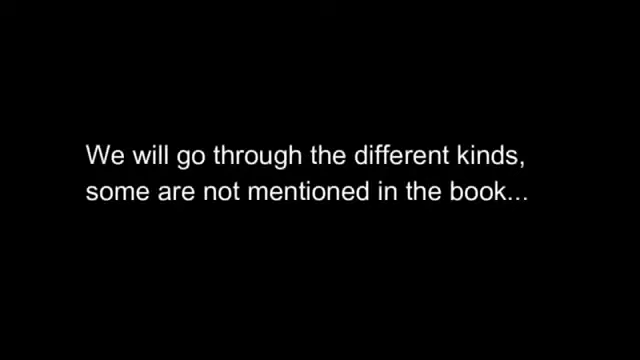 We will go through the different kinds,
some are not mentioned in the book...